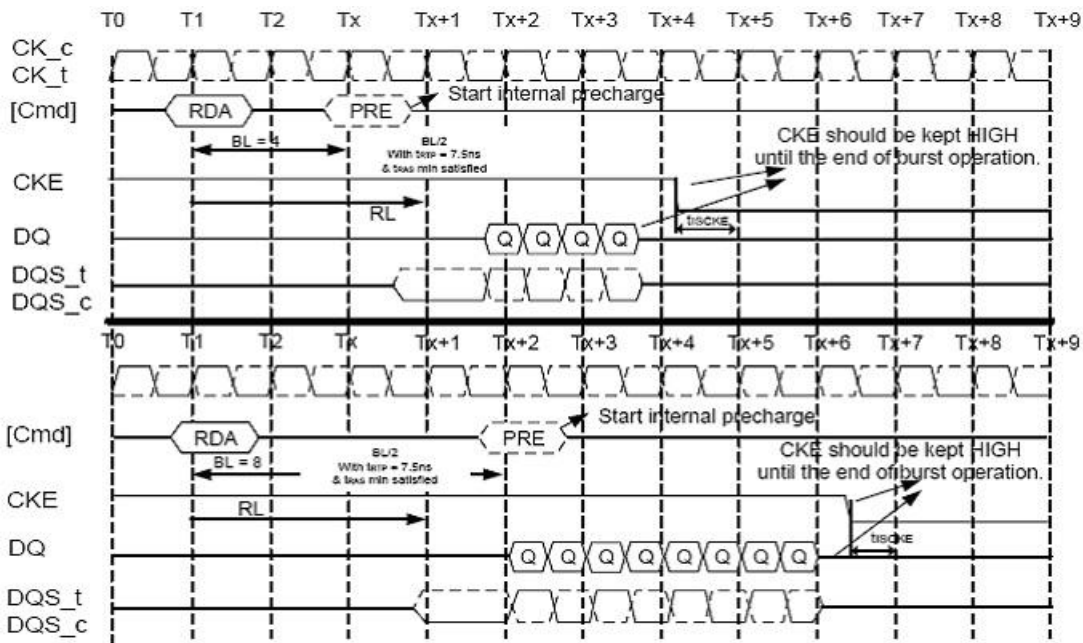 T0 T1 T2 Tx Tx+1 Tx+2 Tx+3 Tx+4 Tx+5 Tx+6 Tx+7 Tx+8 Tx+9
CK_c
CK_t
[Cmd] RDA PRE Start internal precharge
BL = 4
BL/2
With tRTP = 7.5ns
& tRAS min satisfied
CKE should be kept HIGH
until the end of burst operation.
CKE
RL
tISCKE
DQ Q Q Q Q
DQS_t
DQS_c
T0 T1 T2 Tx Tx+1 Tx+2 Tx+3 Tx+4 Tx+5 Tx+6 Tx+7 Tx+8 Tx+9
[Cmd] RDA PRE Start internal precharge
BL = 8
BL/2
With tRTP = 7.5ns
& tRAS min satisfied
CKE should be kept HIGH
until the end of burst operation.
CKE
RL
tISCKE
DQ Q Q Q Q Q Q Q Q
DQS_t
DQS_c